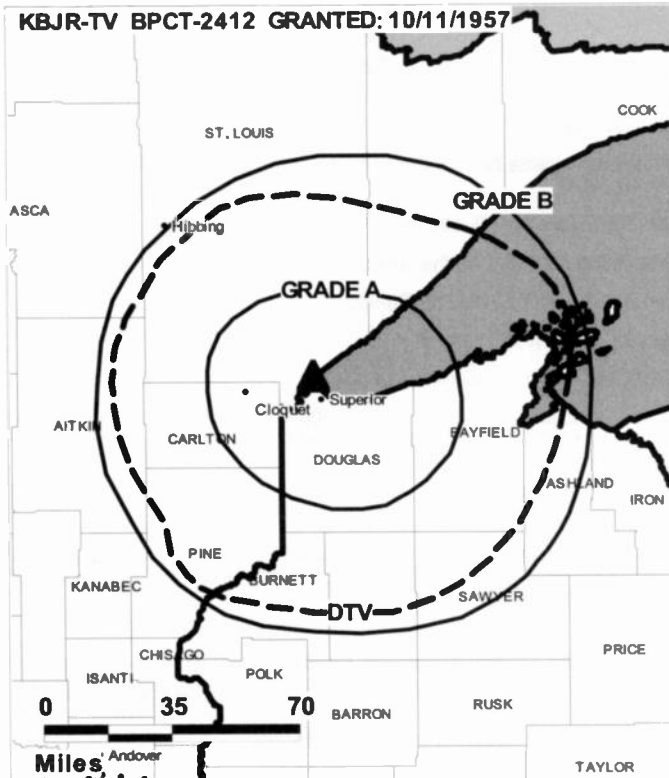 KBJR-TV BPCT-2412 GRANTED: 10/11/1957
COOK
ST. LOUIS
GRADE B
ASCA
Hibbing
GRADE A
Superior
Cloquet
AITKIN
CARLTON
BAYFIELD
DOUGLAS
ASHLAND
IRON
PINE
BURNETT
KANABEC
SAWYER
DTV
PRICE
CHISAGO
POLK
ISANTI
RUSK
0 35 70
BARRON
Andover
Miles
TAYLOR